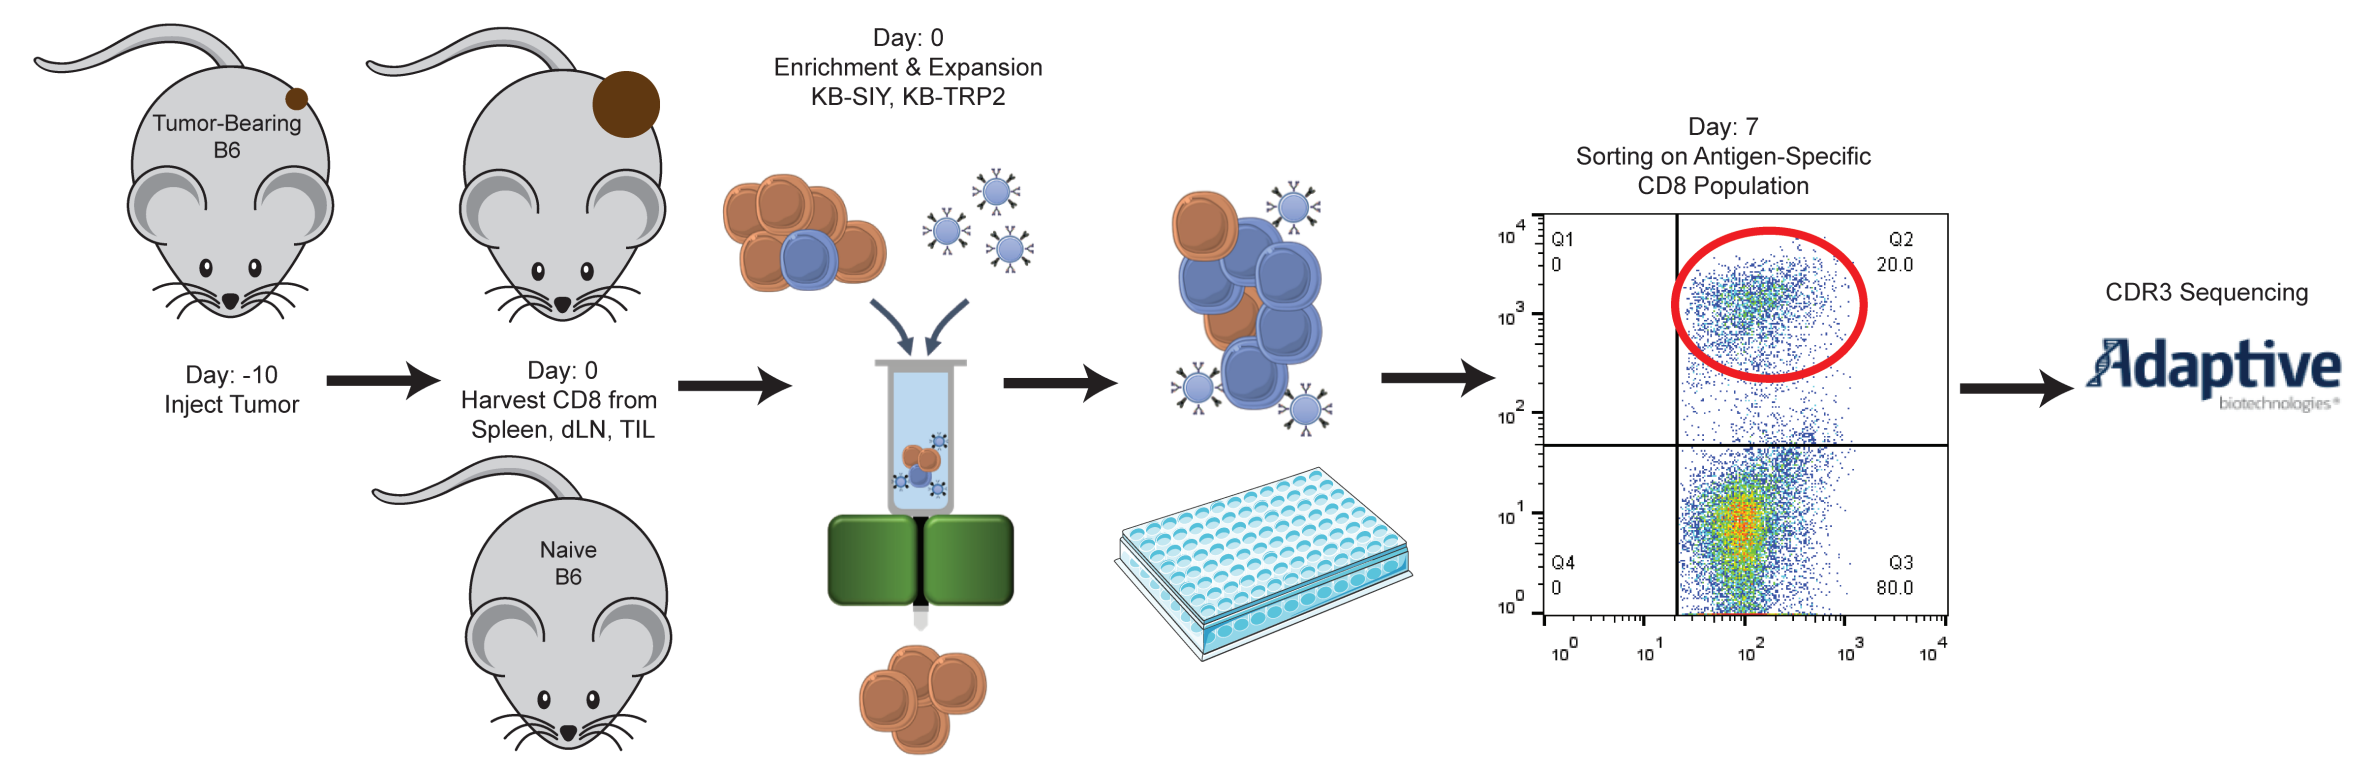 Tumor-Bearing
B6
Day: -10
Inject Tumor
Day: 0
Harvest CD8 from
Spleen, dLN, TIL
Naive
B6
Day: 0
Enrichment & Expansion
KB-SIY, KB-TRP2
Day: 7
Sorting on Antigen-Specific
CD8 Population
10^4
10^3
10^2
10^1
10^0
Q1
0
Q2
20.0
Q4
0
Q3
80.0
10^0 10^1 10^2 10^3 10^4
CDR3 Sequencing
Adaptive
biotechnologies®